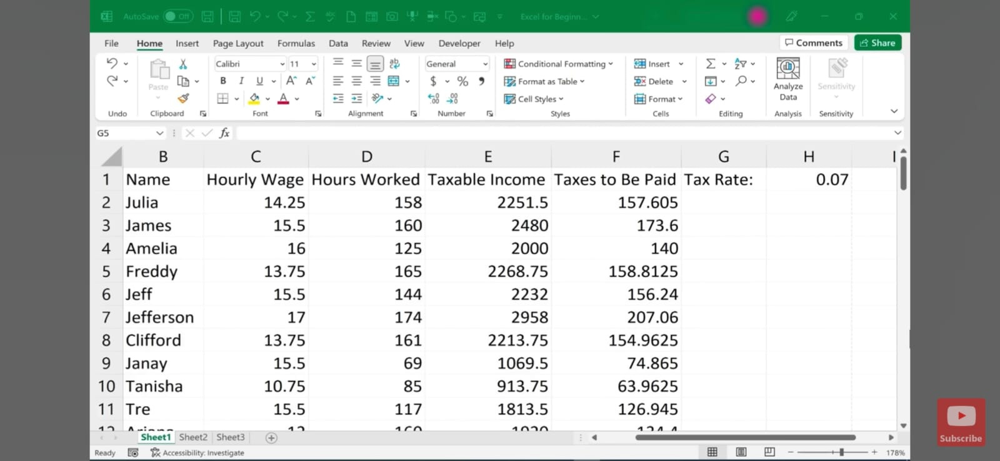 AutoSave Off Excel for Beginn...
File Home Insert Page Layout Formulas Data Review View Developer Help Comments Share
Calibri 11 ab General Conditional Formatting Insert Σ
Paste B I U A A $ % Format as Table Delete Analyze Data Sensitivity
A .00 .00 Cell Styles Format
Undo Clipboard Font Alignment Number Styles Cells Editing Analysis Sensitivity
G5 fx
B C D E F G H I
1 Name Hourly Wage Hours Worked Taxable Income Taxes to Be Paid Tax Rate: 0.07
2 Julia 14.25 158 2251.5 157.605
3 James 15.5 160 2480 173.6
4 Amelia 16 125 2000 140
5 Freddy 13.75 165 2268.75 158.8125
6 Jeff 15.5 144 2232 156.24
7 Jefferson 17 174 2958 207.06
8 Clifford 13.75 161 2213.75 154.9625
9 Janay 15.5 69 1069.5 74.865
10 Tanisha 10.75 85 913.75 63.9625
11 Tre 15.5 117 1813.5 126.945
Sheet1 Sheet2 Sheet3
Ready Accessibility: Investigate 178%
Subscribe